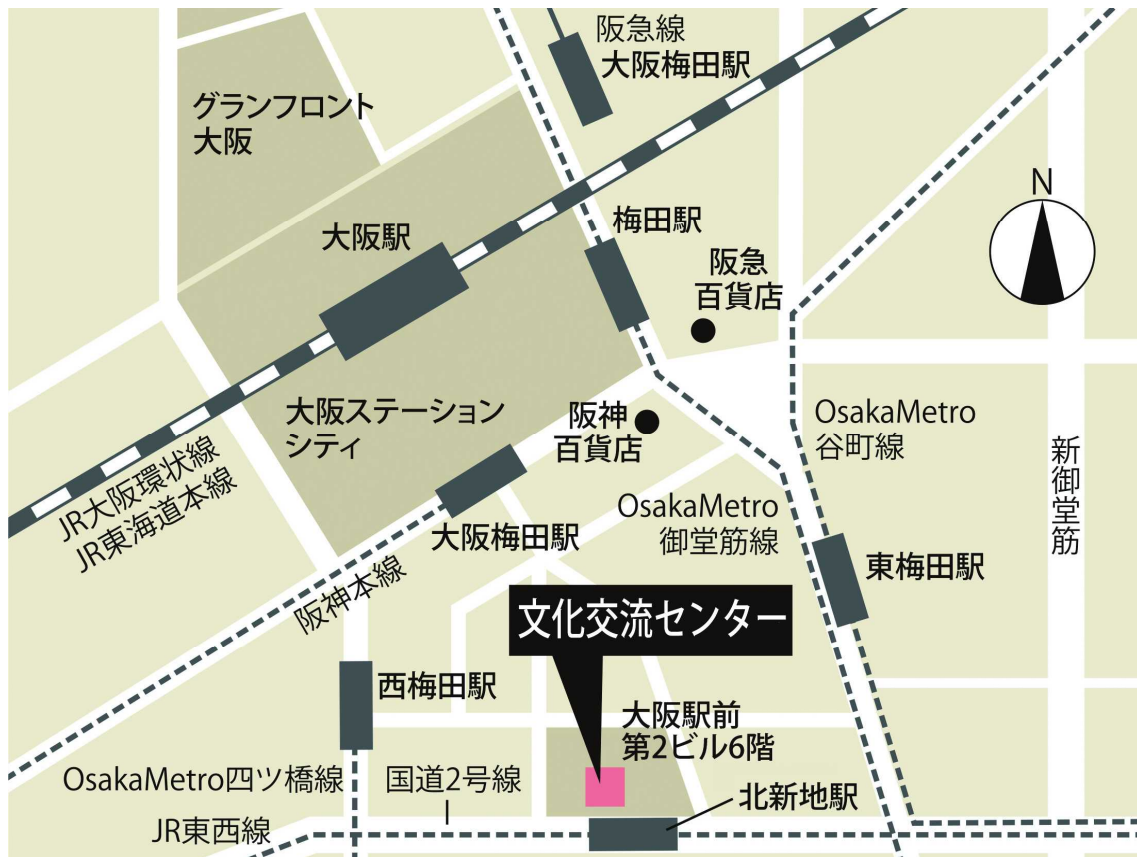 阪急線
大阪梅田駅
グランフロント
大阪
N
大阪駅
梅田駅
阪急
百貨店
大阪ステーション
シティ
阪神
百貨店
OsakaMetro
谷町線
新御堂筋
JR大阪環状線
JR東海道本線
大阪梅田駅
OsakaMetro
御堂筋線
東梅田駅
阪神本線
文化交流センター
西梅田駅
大阪駅前
第2ビル6階
OsakaMetro四ツ橋線
国道2号線
北新地駅
JR東西線